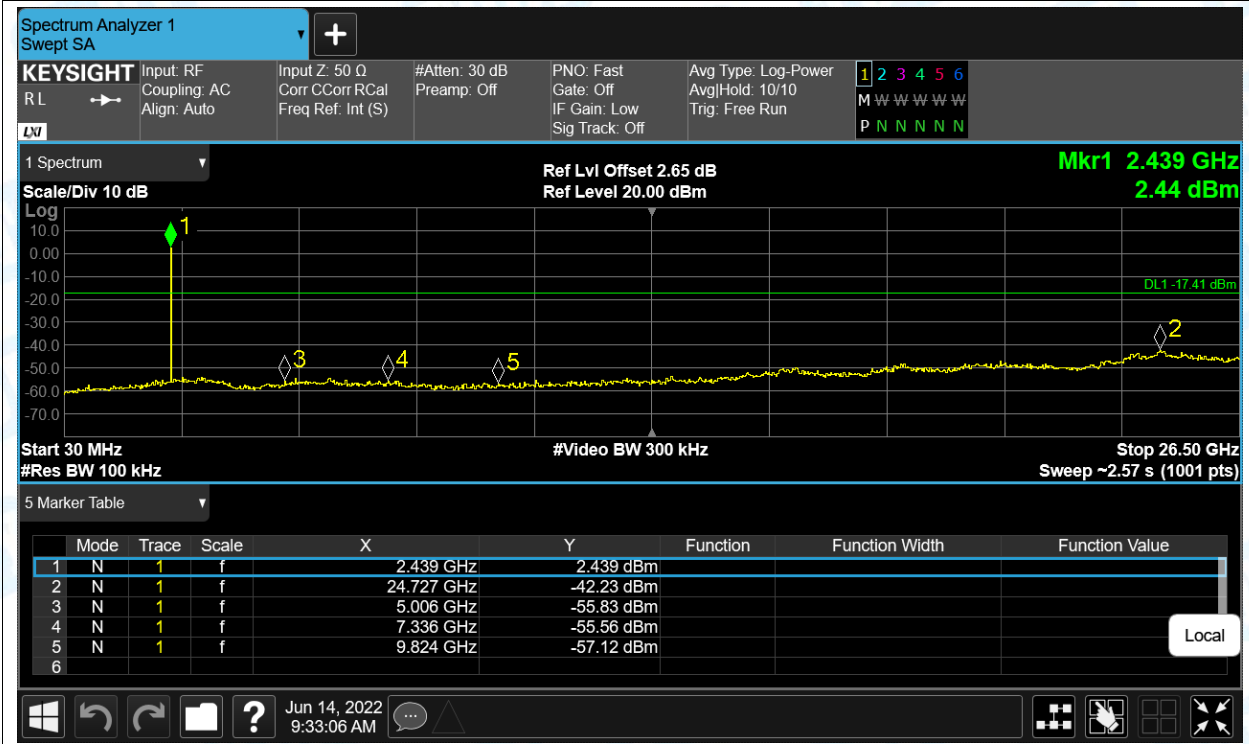 Spectrum Analyzer 1
Swept SA
+
KEYSIGHT Input: RF Input Z: 50 Ω #Atten: 30 dB PNO: Fast Avg Type: Log-Power 1 2 3 4 5 6
R L Coupling: AC Corr CCorr RCal Preamp: Off Gate: Off Avg|Hold: 10/10 M W W W W W
Align: Auto Freq Ref: Int (S) IF Gain: Low Trig: Free Run
LXI Sig Track: Off P N N N N N
1 Spectrum Ref Lvl Offset 2.65 dB Mkr1 2.439 GHz
Scale/Div 10 dB Ref Level 20.00 dBm 2.44 dBm
Log
1
10.0
0.00
-10.0
DL1 -17.41 dBm
-20.0
-30.0
2
-40.0
3 4 5
-50.0
-60.0
-70.0
Start 30 MHz #Video BW 300 kHz Stop 26.50 GHz
#Res BW 100 kHz Sweep ~2.57 s (1001 pts)
5 Marker Table
Mode Trace Scale X Y Function Function Width Function Value
1 N 1 f 2.439 GHz 2.439 dBm
2 N 1 f 24.727 GHz -42.23 dBm
3 N 1 f 5.006 GHz -55.83 dBm
4 N 1 f 7.336 GHz -55.56 dBm
5 N 1 f 9.824 GHz -57.12 dBm
6
Local
? Jun 14, 2022
9:33:06 AM